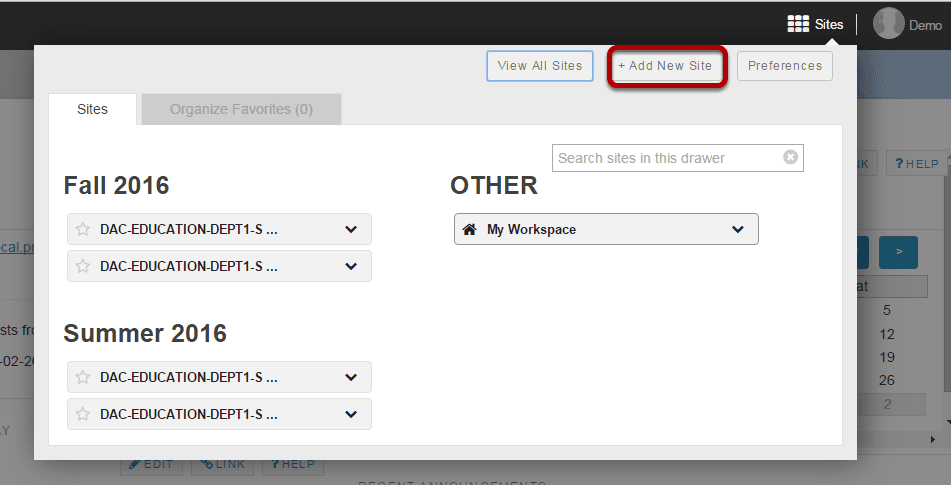 Sites
Demo
View All Sites
+ Add New Site
Preferences
Sites
Organize Favorites (0)
Search sites in this drawer
Fall 2016
OTHER
DAC-EDUCATION-DEPT1-S ...
My Workspace
DAC-EDUCATION-DEPT1-S ...
Summer 2016
DAC-EDUCATION-DEPT1-S ...
DAC-EDUCATION-DEPT1-S ...
? HELP
>
5
12
19
26
2
EDIT
LINK
? HELP
RECENT ANNOUNCEMENTS